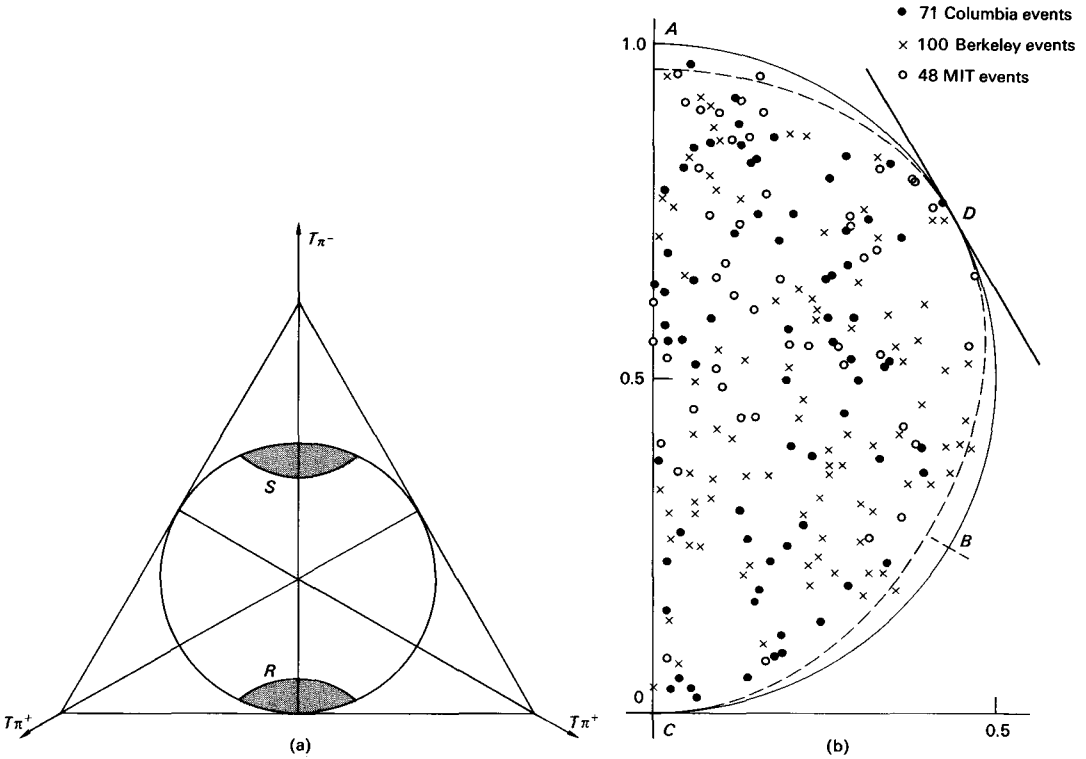 Tπ−
S
R
Tπ+
Tπ+
(a)
● 71 Columbia events
× 100 Berkeley events
○ 48 MIT events
A
1.0
D
0.5
B
0
C
0.5
(b)